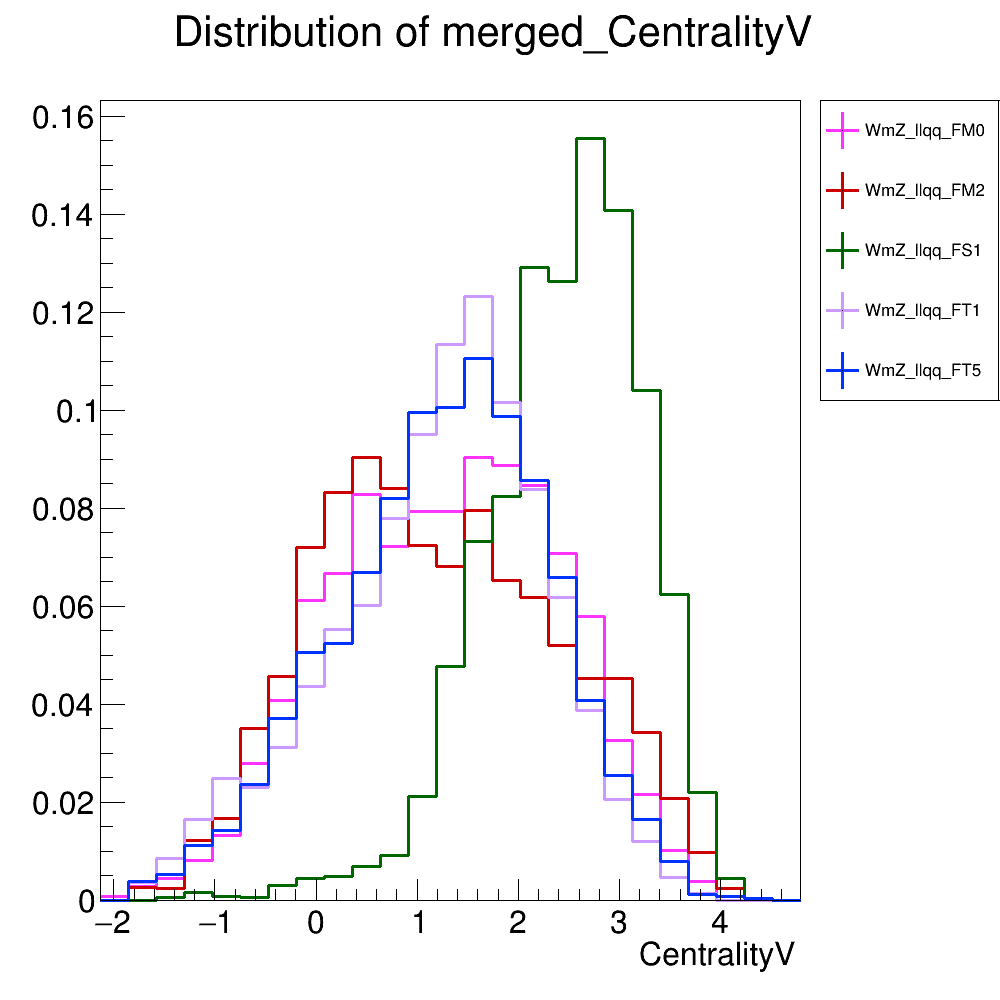 Distribution of merged_CentralityV
0.16
0.14
0.12
0.1
0.08
0.06
0.04
0.02
0
−2
−1
0
1
2
3
4
CentralityV
WmZ_llqq_FM0
WmZ_llqq_FM2
WmZ_llqq_FS1
WmZ_llqq_FT1
WmZ_llqq_FT5